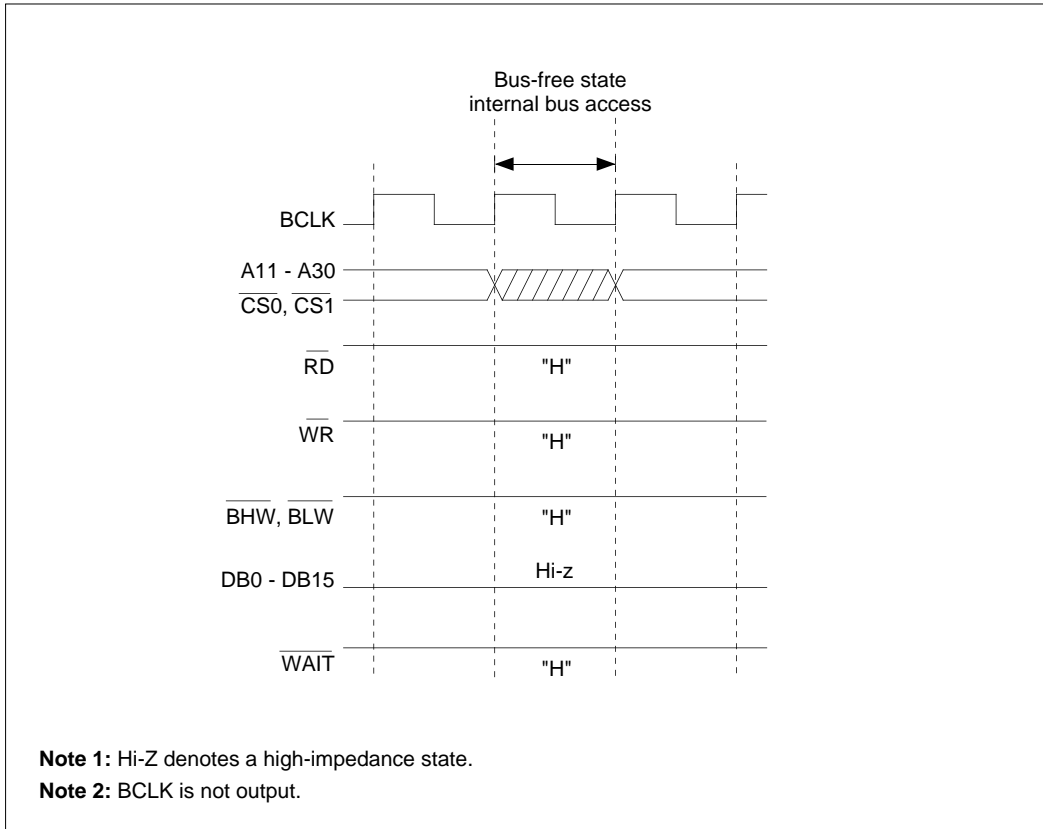 Bus-free state
internal bus access
BCLK
A11 - A30
CS0, CS1
RD
"H"
WR
"H"
BHW, BLW
"H"
Hi-z
DB0 - DB15
WAIT
"H"
Note 1: Hi-Z denotes a high-impedance state.
Note 2: BCLK is not output.